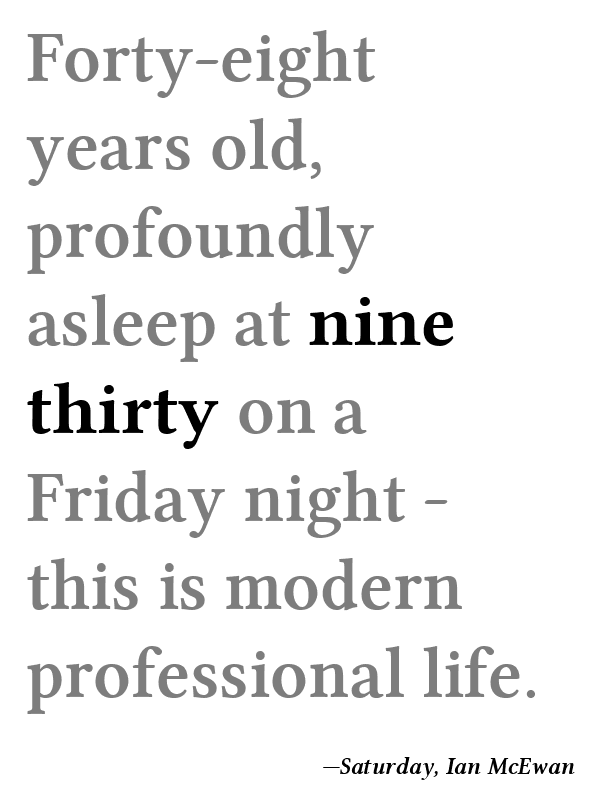 Forty-eight
years old,
profoundly
asleep at nine
thirty on a
Friday night -
this is modern
professional life.
—Saturday, Ian McEwan